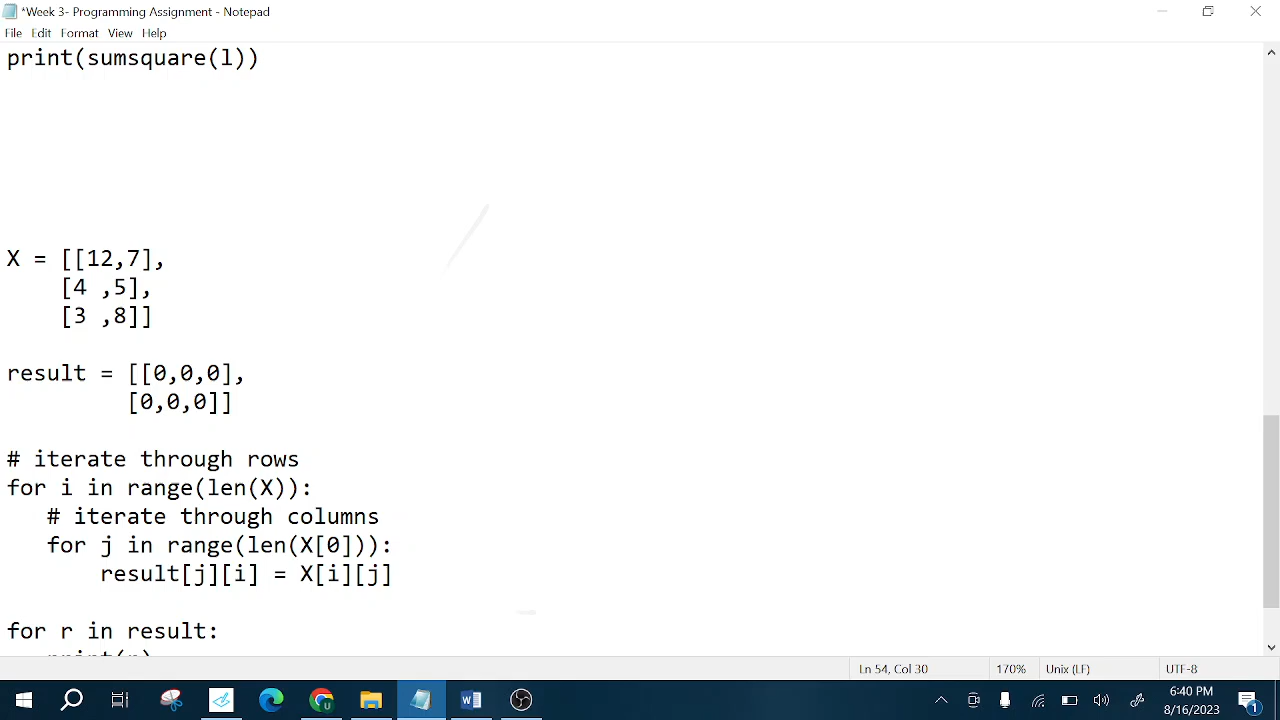 *Week 3- Programming Assignment - Notepad
File Edit Format View Help
print(sumsquare(l))
X = [[12,7],
[4 ,5],
[3 ,8]]
result = [[0,0,0],
[0,0,0]]
# iterate through rows
for i in range(len(X)):
# iterate through columns
for j in range(len(X[0])):
result[j][i] = X[i][j]
for r in result:
print(r)
Ln 54, Col 30 170% Unix (LF) UTF-8
6:40 PM
8/16/2023
1